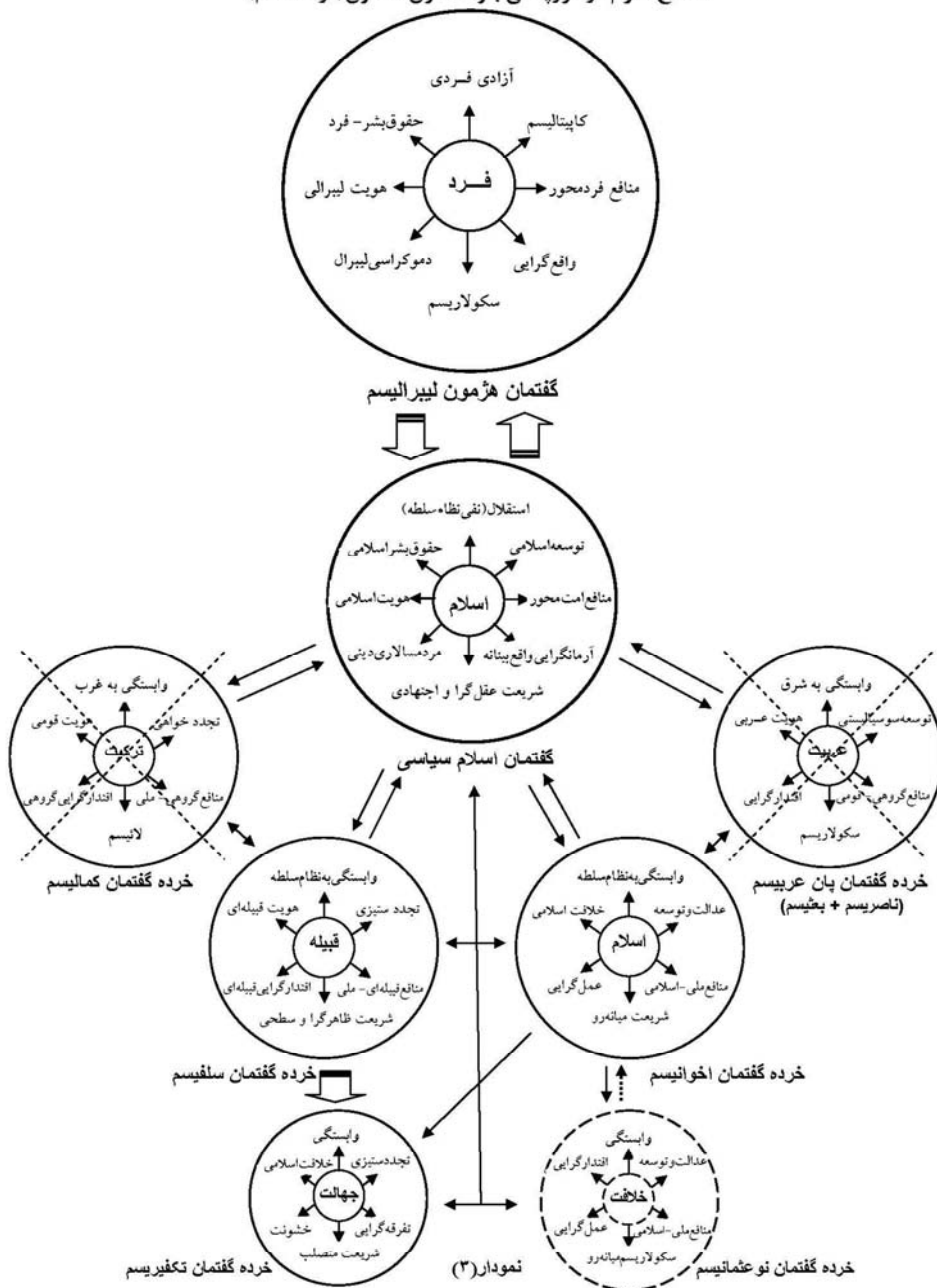 آزادی فـردی
حقوق‌بشر- فرد
کاپیتالیسم
هویت لیبرالی
فـرد
منافع فردمحور
دموکراسی‌لیبرال
واقع‌گرایی
سکولاریسم
گفتمان هژمون لیبرالیسم
استقلال(نفی‌نظام‌سلطه)
حقوق‌بشراسلامی
توسعه‌اسلامی
هویت‌اسلامی
اسلام
منافع‌امت‌محور
مردمسالاری‌دینی
آرمانگرایی‌واقع‌بینانه
شریعت عقل‌گرا و اجتهادی
گفتمان اسلام سیاسی
وابستگی به غرب
هویت قومی
تجدد خواهی
ترکیت
اقتدارگرایی‌گروهی
منافع‌گروهی- ملی
لائیسم
خرده گفتمان کمالیسم
وابستگی به شرق
هویت عـربی
توسعه‌سوسیالیستی
عربیت
اقتدارگرایی
منافع‌گروهی- قومی
سکولاریسم
خرده گفتمان پان عربیسم
(ناصریسم + بعثیسم)
وابستگی‌به‌نظام‌سلطه
هویت قبیله‌ای
تجدد ستیزی
قبیله
اقتدارگرایی‌قبیله‌ای
منافع‌قبیله‌ای- ملی
شریعت ظاهرگرا و سطحی
خرده گفتمان سلفیسم
وابستگی‌به‌نظام‌سلطه
خلافت اسلامی
عدالت‌وتوسعه
اسلام
عمل‌گرایی
منافع‌ملی-اسلامی
شریعت میانه‌رو
خرده گفتمان اخوانیسم
وابستگی
خلافت‌اسلامی
تجددستیزی
جهالت
خشونت
تفرقه‌گرایی
شریعت متصلب
خرده گفتمان تکفیریسم
وابستگی
اقتدارگرایی
عدالت‌وتوسعه
خلافت
عمل‌گرایی
منافع‌ملی-اسلامی
سکولاریسم‌میانه‌رو
خرده گفتمان نوعثمانیسم
نمودار(۳)